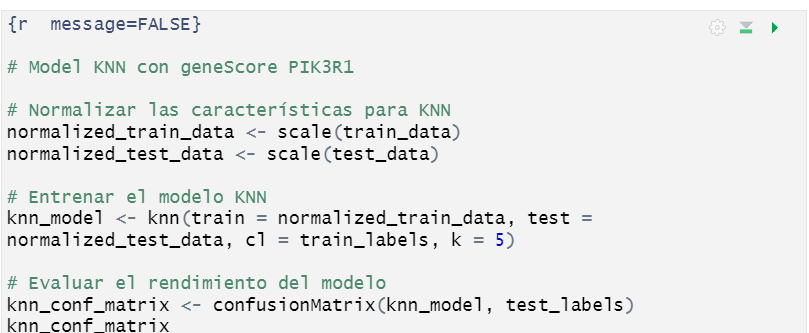 {r  message=FALSE}
# Model KNN con geneScore PIK3R1
# Normalizar las características para KNN
normalized_train_data <- scale(train_data)
normalized_test_data <- scale(test_data)
# Entrenar el modelo KNN
knn_model <- knn(train = normalized_train_data, test =
normalized_test_data, cl = train_labels, k = 5)
# Evaluar el rendimiento del modelo
knn_conf_matrix <- confusionMatrix(knn_model, test_labels)
knn_conf_matrix